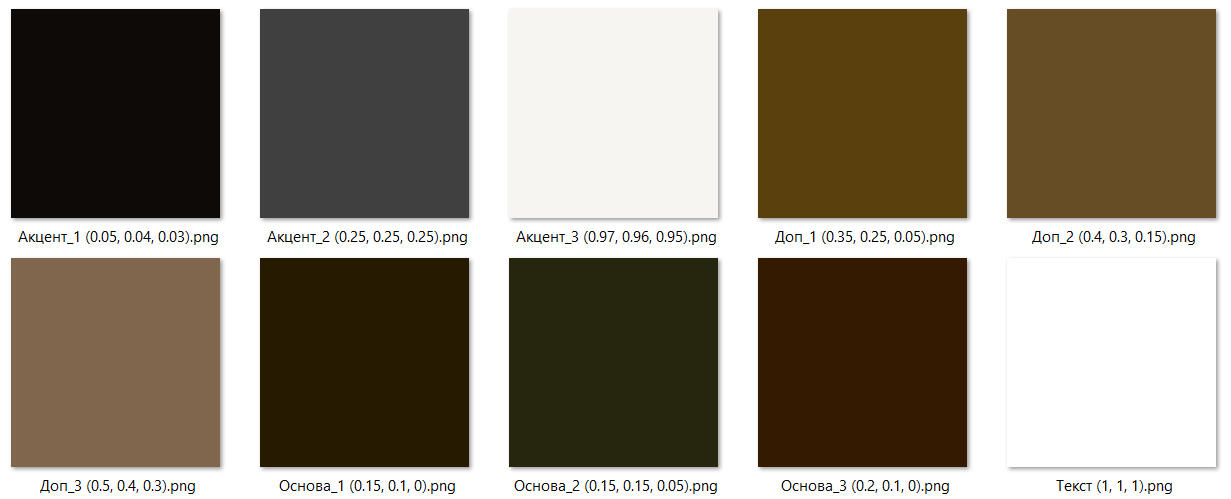 Акцент_1 (0.05, 0.04, 0.03).png
Акцент_2 (0.25, 0.25, 0.25).png
Акцент_3 (0.97, 0.96, 0.95).png
Доп_1 (0.35, 0.25, 0.05).png
Доп_2 (0.4, 0.3, 0.15).png
Доп_3 (0.5, 0.4, 0.3).png
Основа_1 (0.15, 0.1, 0).png
Основа_2 (0.15, 0.15, 0.05).png
Основа_3 (0.2, 0.1, 0).png
Текст (1, 1, 1).png